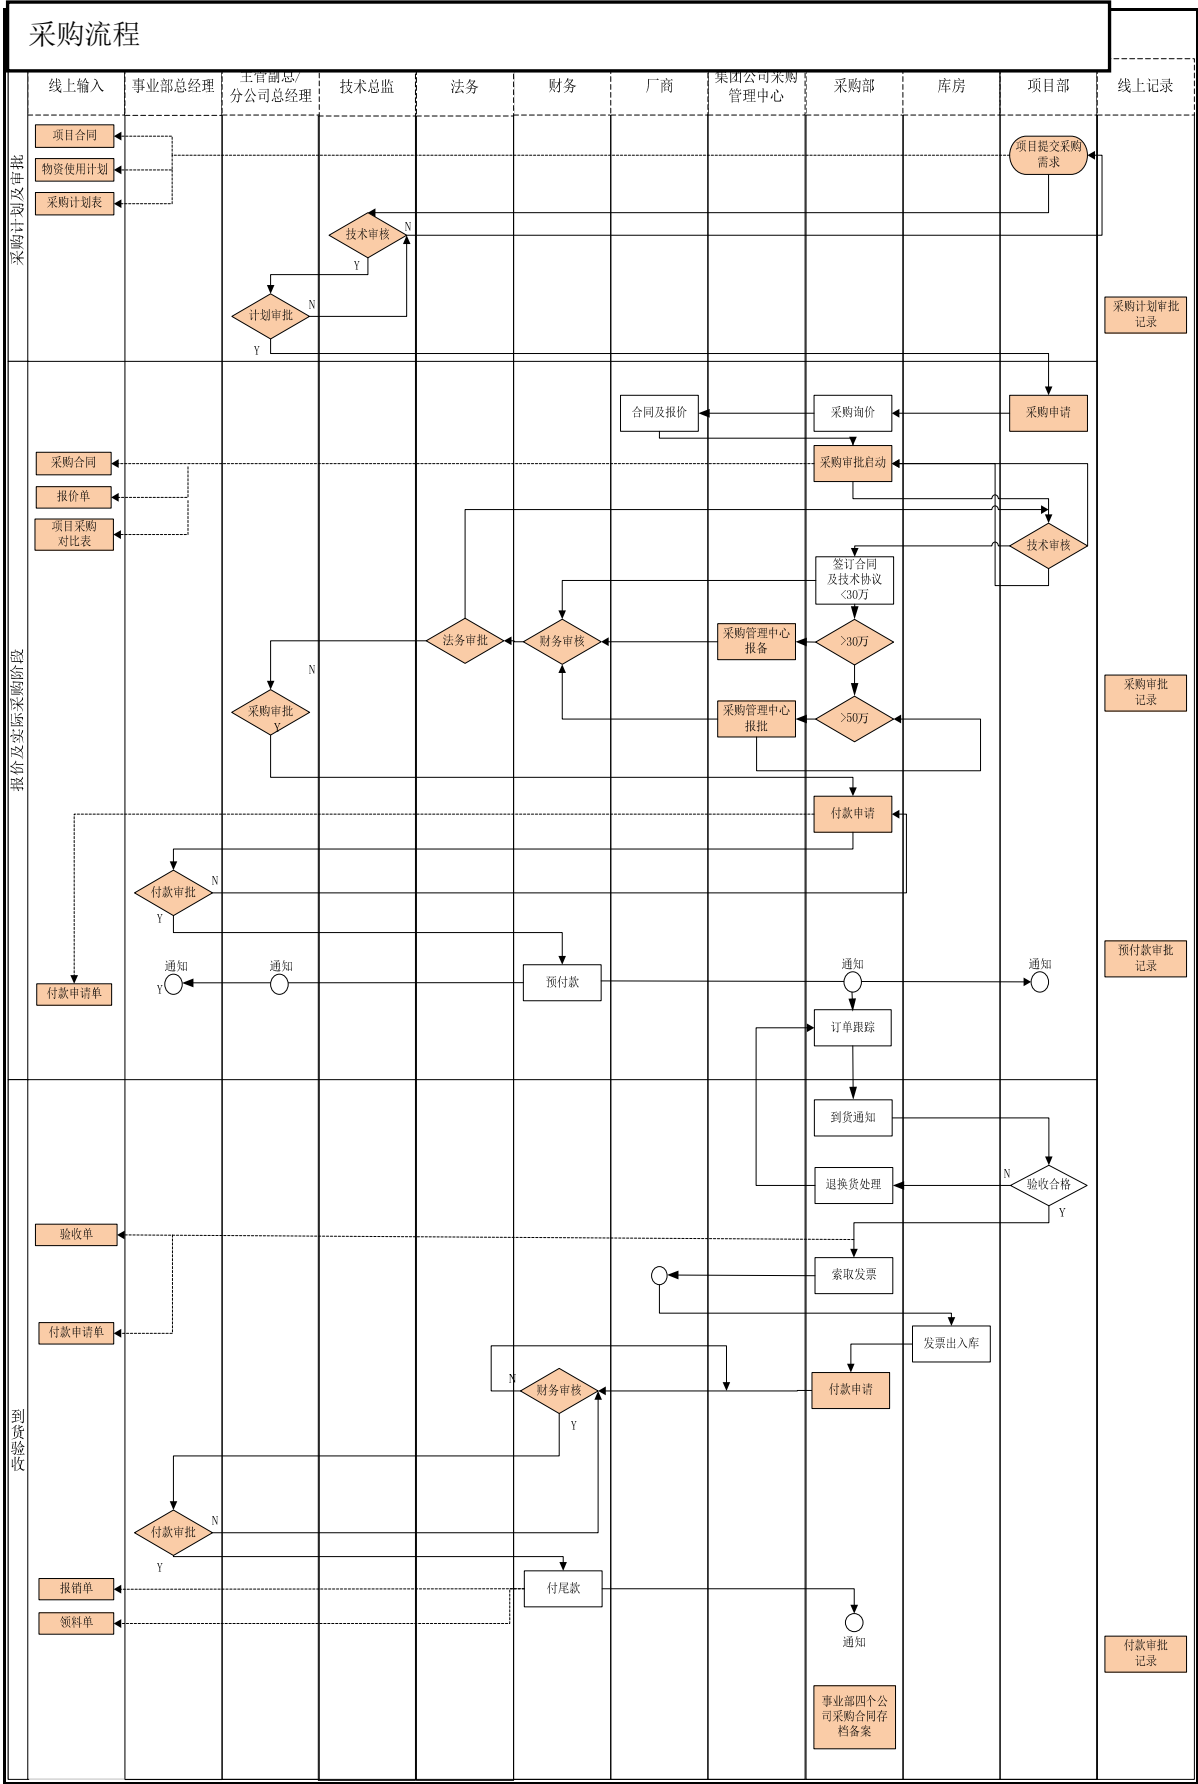 采购流程
线上输入
事业部总经理
主管副总/
分公司总经理
技术总监
法务
财务
厂商
集团公司采购
管理中心
采购部
库房
项目部
线上记录
采购计划及审批
项目合同
物资使用计划
采购计划表
项目提交采购
需求
技术审核
N
Y
计划审批
N
Y
采购计划审批
记录
报价及实际采购阶段
合同及报价
采购询价
采购申请
采购合同
报价单
项目采购
对比表
采购审批启动
技术审核
签订合同
及技术协议
<30万
法务审批
财务审核
采购管理中心
报备
>30万
N
采购审批
Y
采购管理中心
报批
>50万
采购审批
记录
付款申请
付款审批
N
Y
预付款审批
记录
付款申请单
通知
Y
通知
预付款
通知
通知
订单跟踪
到货验收
到货通知
退换货处理
N
验收合格
Y
验收单
索取发票
付款申请单
发票出入库
N
财务审核
Y
付款申请
付款审批
N
Y
报销单
领料单
付尾款
通知
付款审批
记录
事业部四个公
司采购合同存
档备案